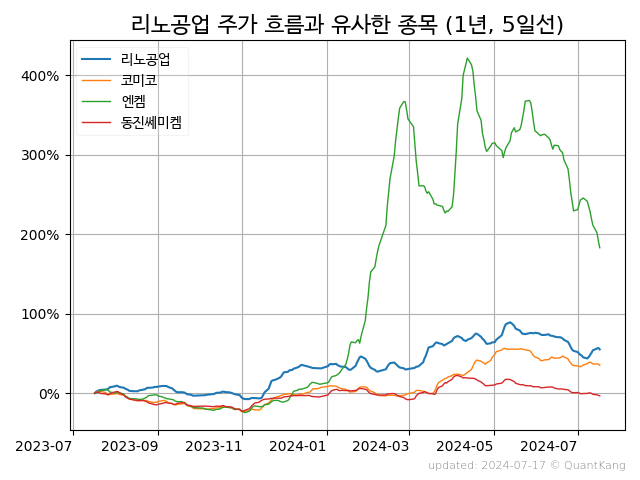 리노공업 주가 흐름과 유사한 종목 (1년, 5일선)
리노공업
코미코
엔켐
동진쎄미켐
400%
300%
200%
100%
0%
2023-07 2023-09 2023-11 2024-01 2024-03 2024-05 2024-07
updated: 2024-07-17 © QuantKang